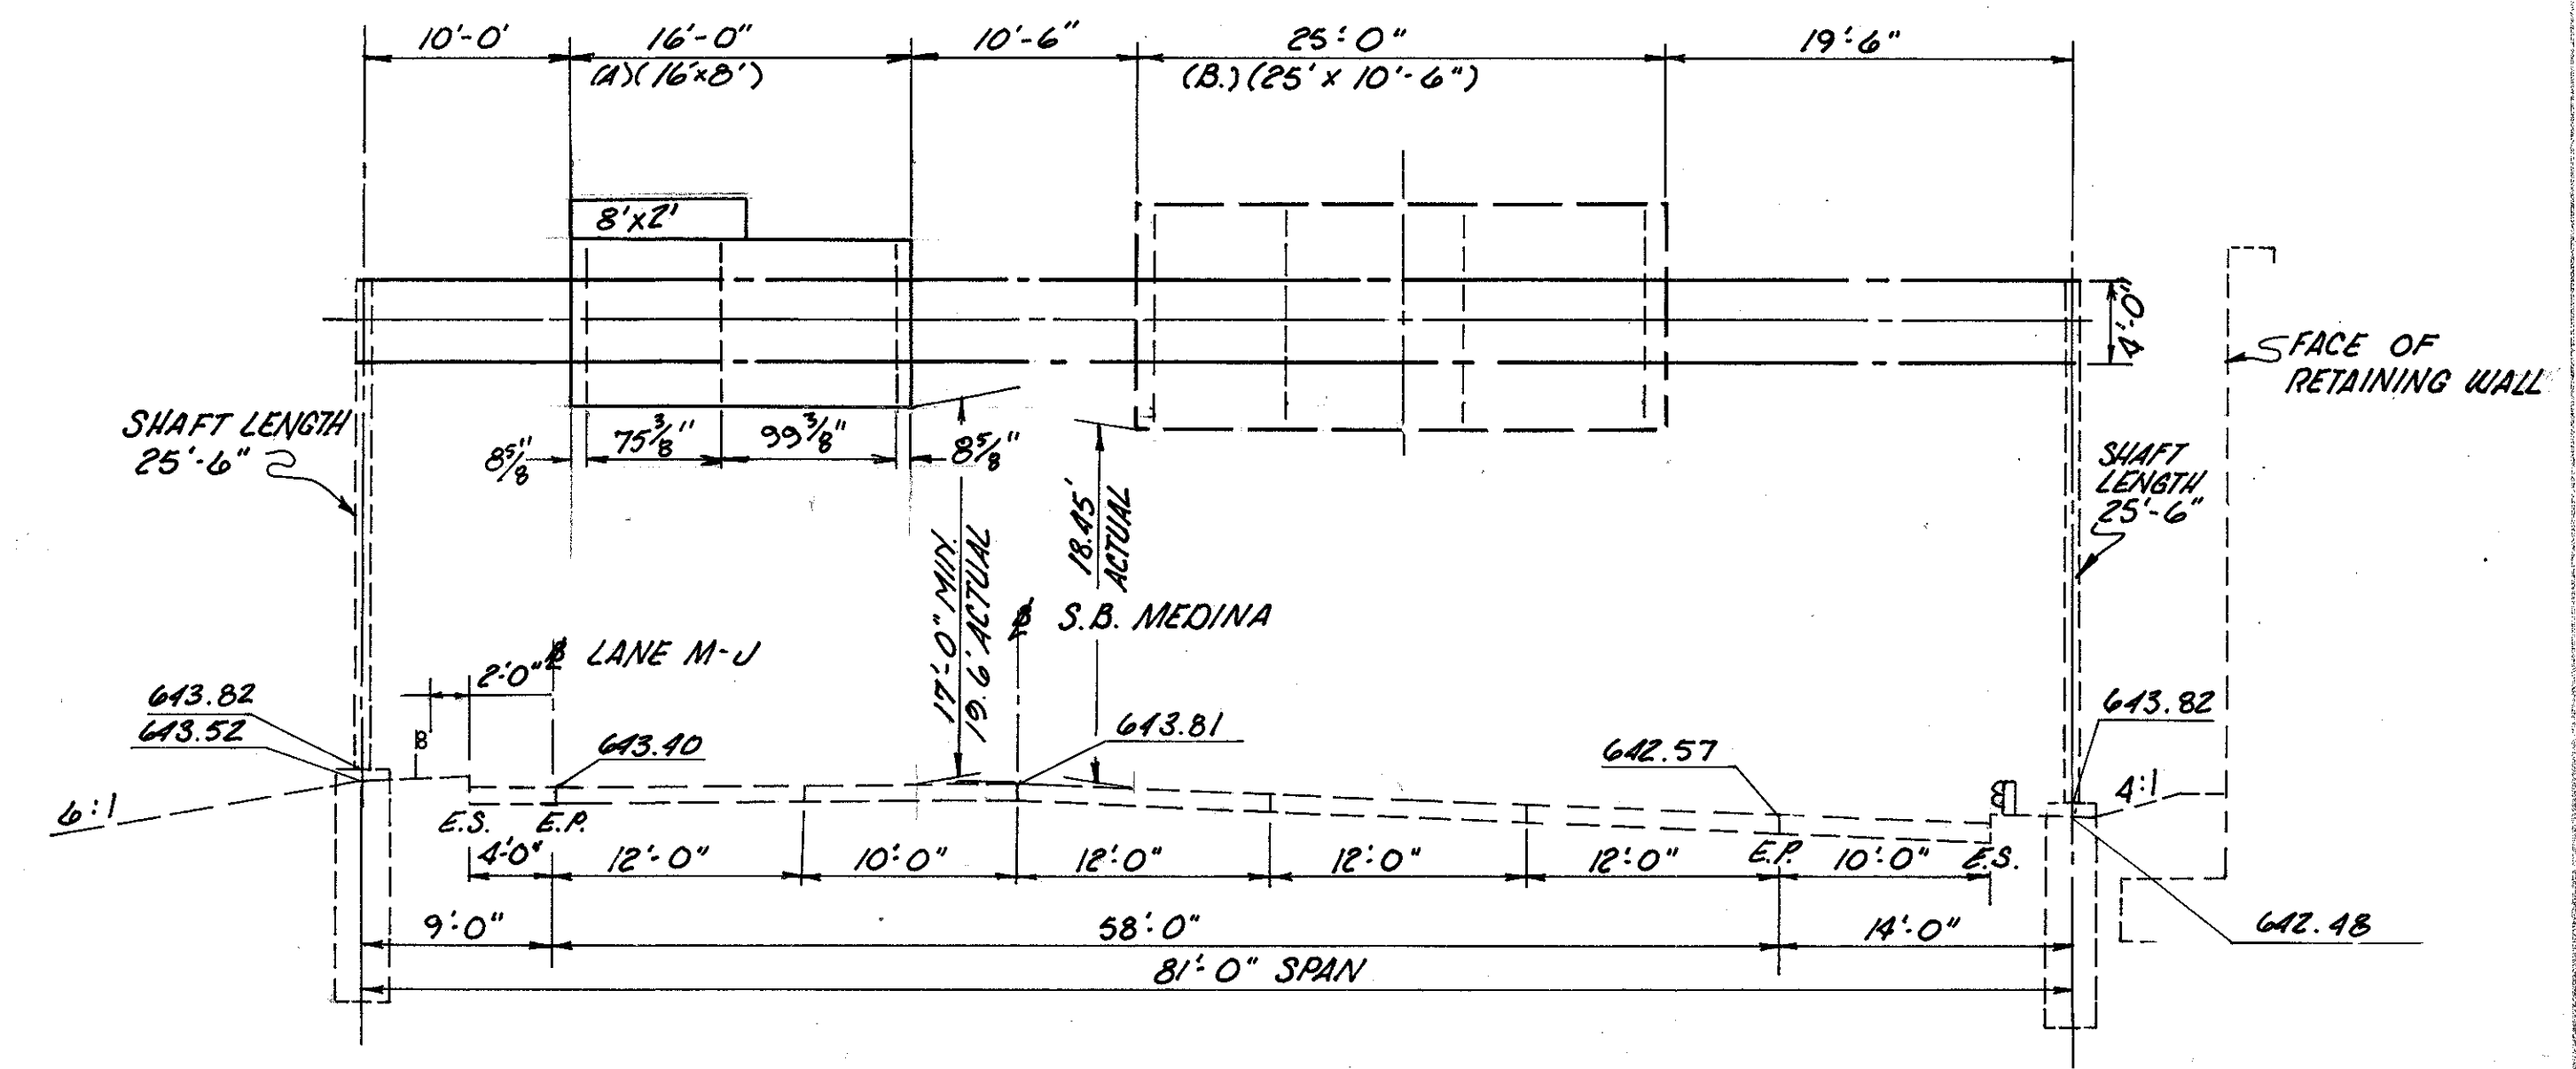 10'-0'
16'-0"
10'-6"
25'-0"
19'-6"
(A)(16'x8')
(B.)(25' x 10'-6")
8'x2'
4'-0"
FACE OF
RETAINING WALL
SHAFT LENGTH
25'-6"
8 5/8"
75 3/8"
99 3/8"
8 5/8"
SHAFT
LENGTH
25'-6"
17'-0" MIN.
19.6' ACTUAL
18.45'
ACTUAL
S.B. MEDINA
LANE M-J
2'-0"
643.82
643.52
643.40
643.81
642.57
643.82
6:1
4:1
E.S.
E.P.
E.P.
E.S.
4'-0"
12'-0"
10'-0"
12'-0"
12'-0"
12'-0"
10'-0"
9'-0"
58'-0"
14'-0"
642.48
81'-0" SPAN